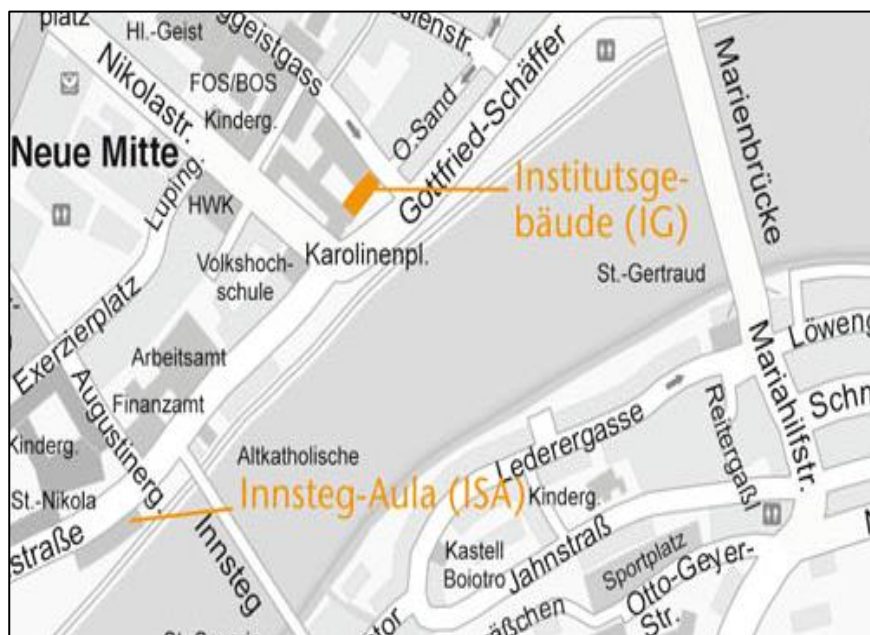 platz
Hl.-Geist
ggeistgass
Nikolastr.
FOS/BOS
Kinderg.
O.Sand
Gottfried-Schäffer
Marienbrücke
Neue Mitte
Luping.
HWK
Institutsge-
bäude (IG)
Karolinenpl.
Volkshoch-
schule
St.-Gertraud
Exerzierplatz
Arbeitsamt
Augustinerg.
Finanzamt
Löweng
Mariahilfstr.
Schm
Reitergaßl
Kinderg.
Altkatholische
Lederergasse
Innsteg-Aula (ISA)
Kinderg.
St.-Nikola
straße
Innsteg
Kastell
Boiotro
Jahnstraß
Sportplatz
Otto-Geyer-
Str.
äßchen
tor